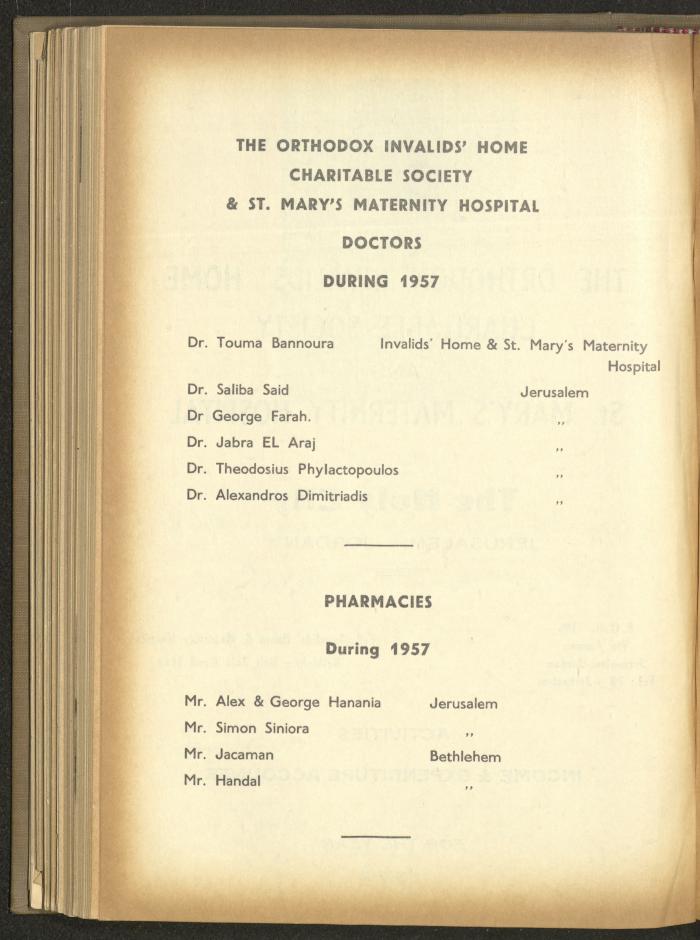 THE ORTHODOX INVALIDS' HOME
CHARITABLE SOCIETY
& ST. MARY'S MATERNITY HOSPITAL
DOCTORS
DURING 1957
Dr. Touma Bannoura Invalids' Home & St. Mary's Maternity
Hospital
Dr. Saliba Said Jerusalem
Dr George Farah. ,,
Dr. Jabra EL Araj ,,
Dr. Theodosius Phylactopoulos ,,
Dr. Alexandros Dimitriadis ,,
PHARMACIES
During 1957
Mr. Alex & George Hanania Jerusalem
Mr. Simon Siniora ,,
Mr. Jacaman Bethlehem
Mr. Handal ,,